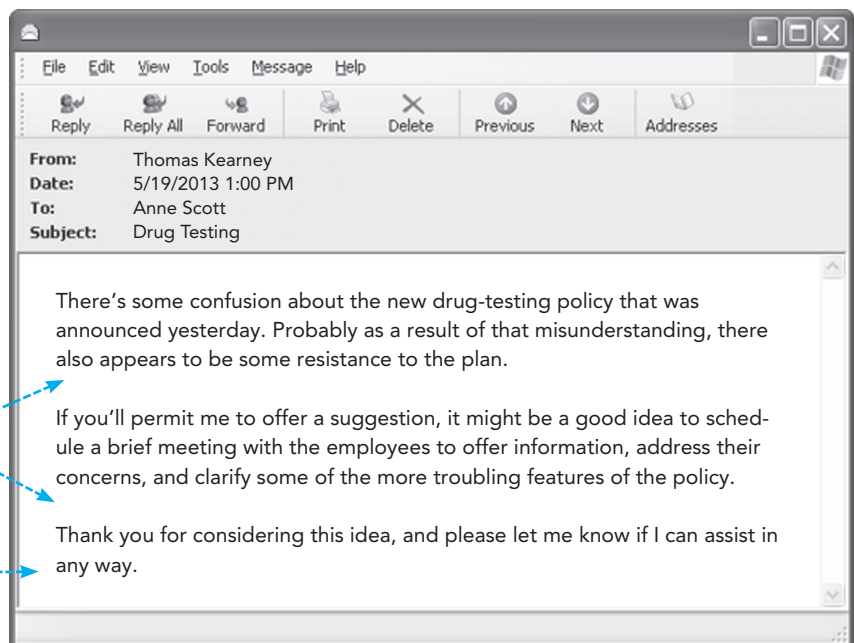 File Edit View Tools Message Help
Reply Reply All Forward Print Delete Previous Next Addresses
From: Thomas Kearney
Date: 5/19/2013 1:00 PM
To: Anne Scott
Subject: Drug Testing
There’s some confusion about the new drug-testing policy that was
announced yesterday. Probably as a result of that misunderstanding, there
also appears to be some resistance to the plan.
If you’ll permit me to offer a suggestion, it might be a good idea to sched-
ule a brief meeting with the employees to offer information, address their
concerns, and clarify some of the more troubling features of the policy.
Thank you for considering this idea, and please let me know if I can assist in
any way.